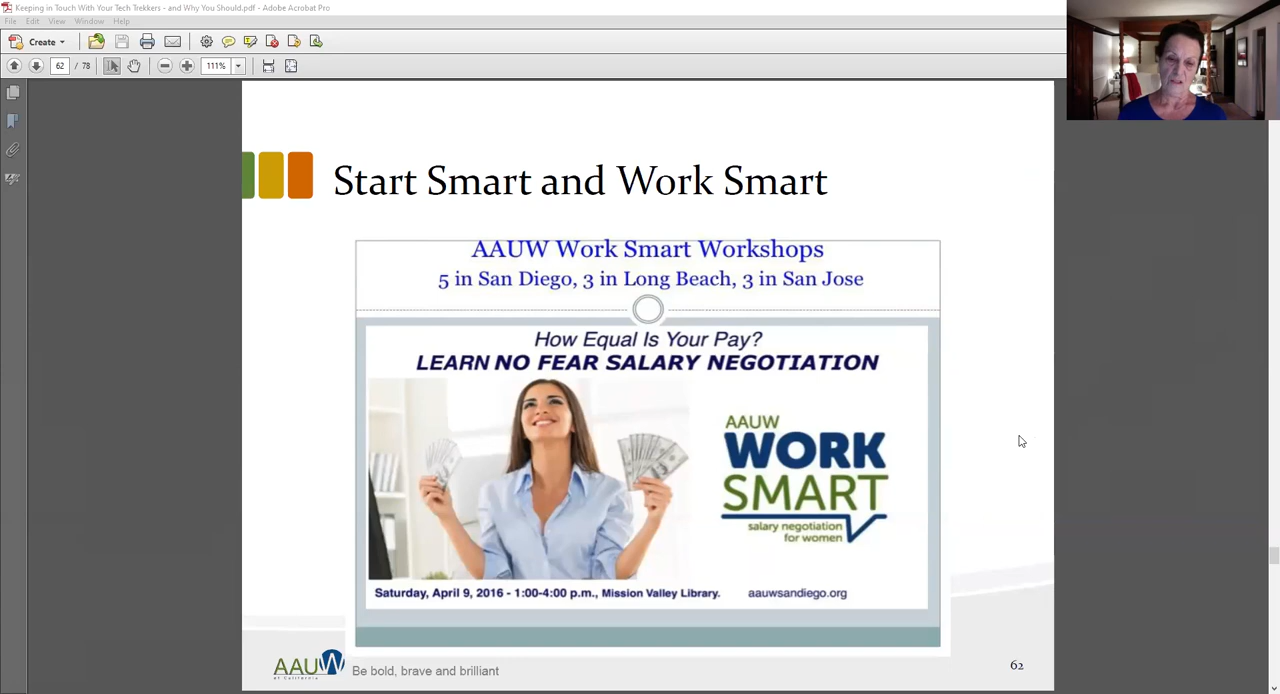 Keeping in Touch With Your Tech Trekkers - and Why You Should.pdf - Adobe Acrobat Pro
File Edit View Window Help
Create
62 / 78 111%
Start Smart and Work Smart
AAUW Work Smart Workshops
5 in San Diego, 3 in Long Beach, 3 in San Jose
How Equal Is Your Pay?
LEARN NO FEAR SALARY NEGOTIATION
AAUW
WORK
SMART
salary negotiation
for women
Saturday, April 9, 2016 - 1:00-4:00 p.m., Mission Valley Library. aauwsandiego.org
AAUW
of California
Be bold, brave and brilliant
62